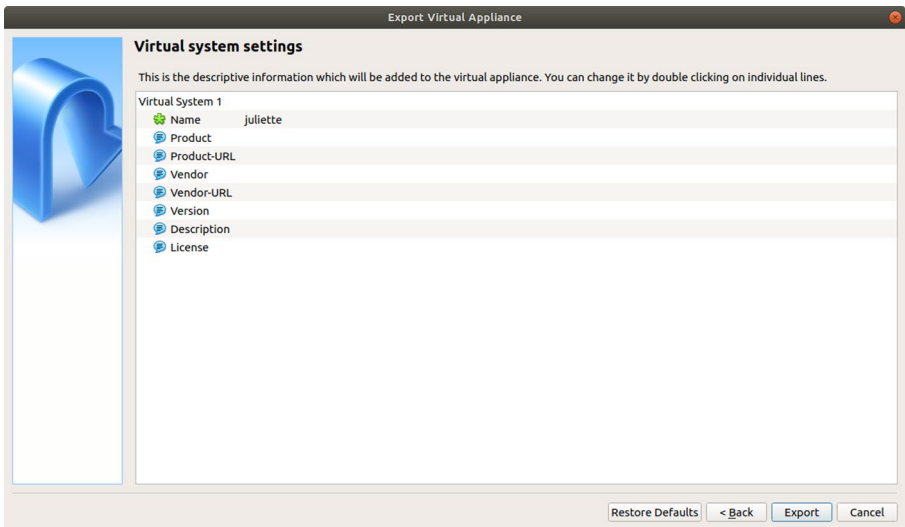 Export Virtual Appliance
Virtual system settings
This is the descriptive information which will be added to the virtual appliance. You can change it by double clicking on individual lines.
Virtual System 1
Name juliette
Product
Product-URL
Vendor
Vendor-URL
Version
Description
License
Restore Defaults < Back Export Cancel